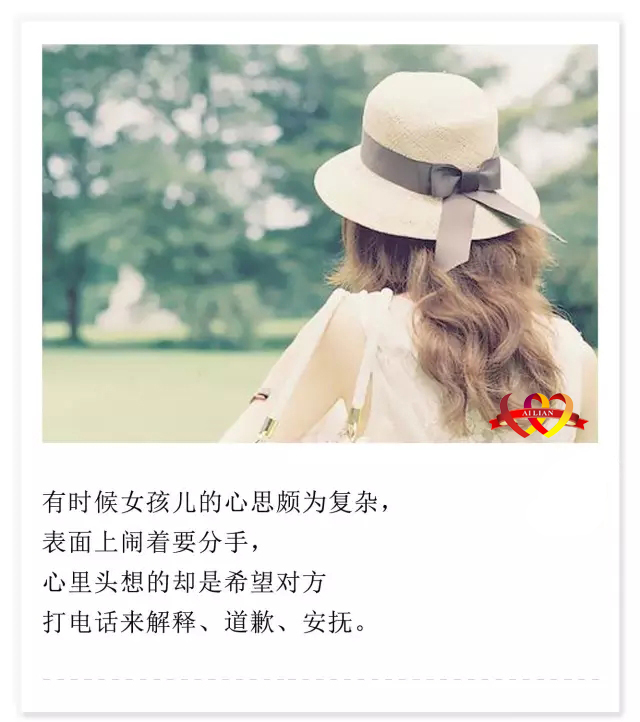 AI LIAN
有时候女孩儿的心思颇为复杂，
表面上闹着要分手，
心里头想的却是希望对方
打电话来解释、道歉、安抚。